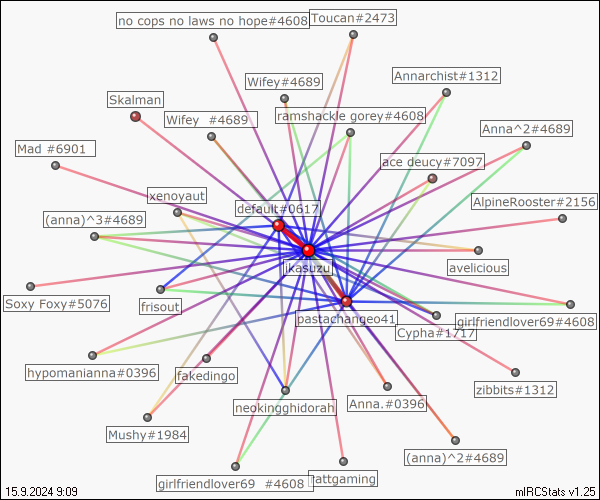 no cops no laws no hope#4608
Toucan#2473
Annarchist#1312
Wifey#4689
Skalman
ramshackle gorey#4608
Wifey  #4689
Anna^2#4689
Mad #6901
ace deucy#7097
xenoyaut
AlpineRooster#2156
default#0617
(anna)^3#4689
ikasuzu
avelicious
Soxy Foxy#5076
frisout
pastachangeo41
girlfriendlover69#4608
Cypha#1717
hypomanianna#0396
fakedingo
zibbits#1312
neokingghidorah
Anna.#0396
Mushy#1984
(anna)^2#4689
girlfriendlover69  #4608
rattgaming
15.9.2024 9:09
mIRCStats v1.25